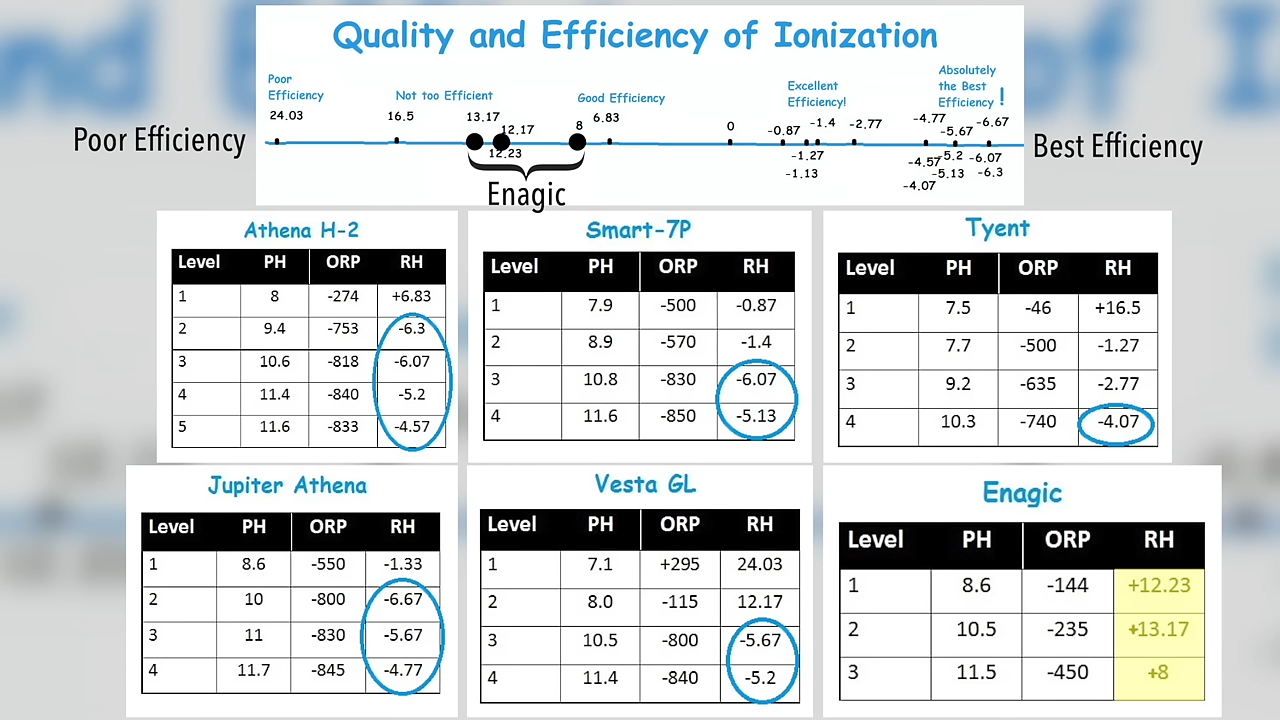 Quality and Efficiency of Ionization
Poor Efficiency
Not too Efficient
Good Efficiency
Excellent Efficiency!
Absolutely the Best Efficiency!
24.03 16.5 13.17 12.17 8 6.83 0 -0.87 -1.4 -2.77 -4.77 -5.67 -6.67
12.23 -1.27 -4.57 -5.2 -6.07
-1.13 -5.13 -6.3
-4.07
Poor Efficiency
Best Efficiency
Enagic
Athena H-2
Level PH ORP RH
1 8 -274 +6.83
2 9.4 -753 -6.3
3 10.6 -818 -6.07
4 11.4 -840 -5.2
5 11.6 -833 -4.57
Smart-7P
Level PH ORP RH
1 7.9 -500 -0.87
2 8.9 -570 -1.4
3 10.8 -830 -6.07
4 11.6 -850 -5.13
Tyent
Level PH ORP RH
1 7.5 -46 +16.5
2 7.7 -500 -1.27
3 9.2 -635 -2.77
4 10.3 -740 -4.07
Jupiter Athena
Level PH ORP RH
1 8.6 -550 -1.33
2 10 -800 -6.67
3 11 -830 -5.67
4 11.7 -845 -4.77
Vesta GL
Level PH ORP RH
1 7.1 +295 24.03
2 8.0 -115 12.17
3 10.5 -800 -5.67
4 11.4 -840 -5.2
Enagic
Level PH ORP RH
1 8.6 -144 +12.23
2 10.5 -235 +13.17
3 11.5 -450 +8